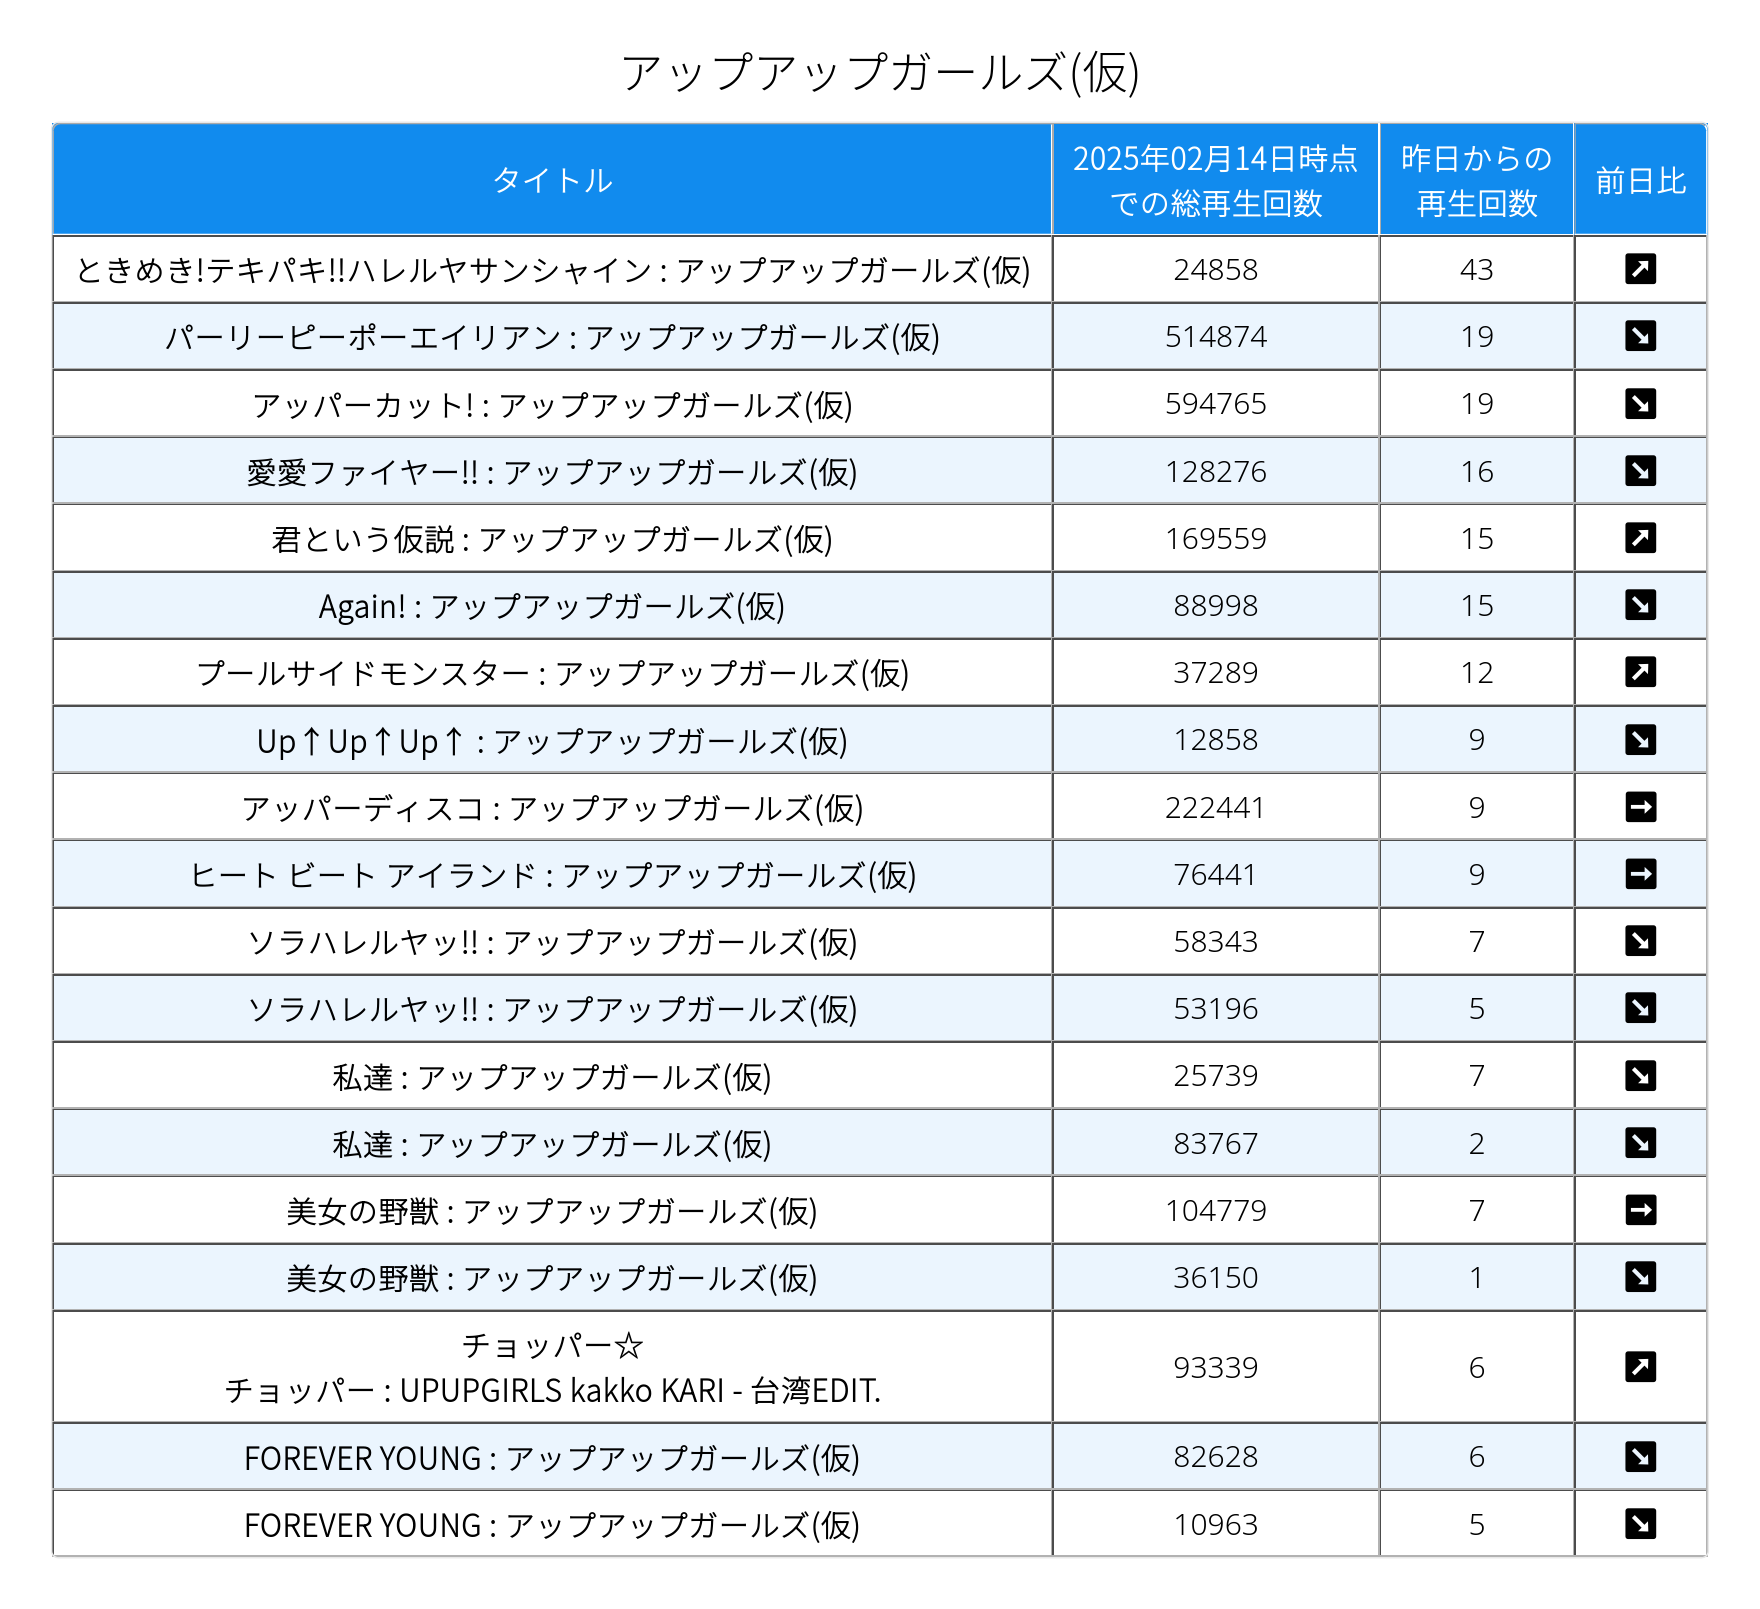 アップアップガールズ(仮)
タイトル
2025年02月14日時点
での総再生回数
昨日からの
再生回数
前日比
ときめき!テキパキ!!ハレルヤサンシャイン : アップアップガールズ(仮) 24858 43 ↗
パーリーピーポーエイリアン : アップアップガールズ(仮) 514874 19 ↘
アッパーカット! : アップアップガールズ(仮) 594765 19 ↘
愛愛ファイヤー!! : アップアップガールズ(仮) 128276 16 ↘
君という仮説 : アップアップガールズ(仮) 169559 15 ↗
Again! : アップアップガールズ(仮) 88998 15 ↘
プールサイドモンスター : アップアップガールズ(仮) 37289 12 ↗
Up↑Up↑Up↑ : アップアップガールズ(仮) 12858 9 ↘
アッパーディスコ : アップアップガールズ(仮) 222441 9 →
ヒート ビート アイランド : アップアップガールズ(仮) 76441 9 →
ソラハレルヤッ!! : アップアップガールズ(仮) 58343 7 ↘
ソラハレルヤッ!! : アップアップガールズ(仮) 53196 5 ↘
私達 : アップアップガールズ(仮) 25739 7 ↘
私達 : アップアップガールズ(仮) 83767 2 ↘
美女の野獣 : アップアップガールズ(仮) 104779 7 →
美女の野獣 : アップアップガールズ(仮) 36150 1 ↘
チョッパー☆
チョッパー : UPUPGIRLS kakko KARI - 台湾EDIT. 93339 6 ↗
FOREVER YOUNG : アップアップガールズ(仮) 82628 6 ↘
FOREVER YOUNG : アップアップガールズ(仮) 10963 5 ↘